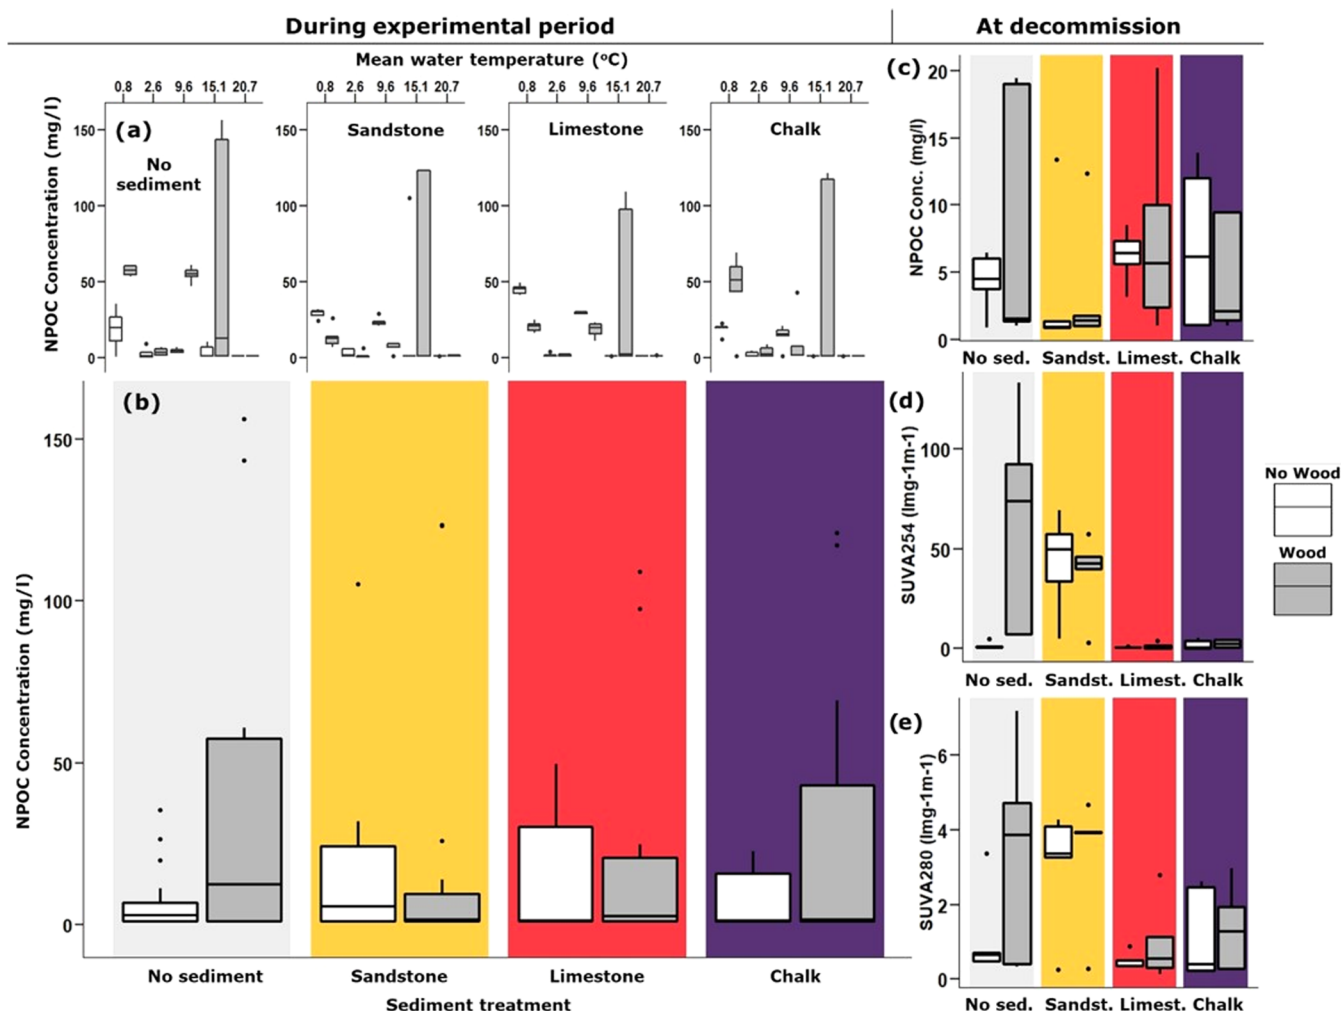 During experimental period
At decommission
Mean water temperature (ºC)
0.8 2.6 9.6 15.1 20.7
0.8 2.6 9.6 15.1 20.7
0.8 2.6 9.6 15.1 20.7
0.8 2.6 9.6 15.1 20.7
NPOC Concentration (mg/l)
150
100
50
0
(a)
No
sediment
150
100
50
0
Sandstone
150
100
50
0
Limestone
150
100
50
0
Chalk
(b)
NPOC Concentration (mg/l)
150
100
50
0
No sediment Sandstone Limestone Chalk
Sediment treatment
(c)
NPOC Conc. (mg/l)
20
15
10
5
0
No sed. Sandst. Limest. Chalk
(d)
SUVA254 (lmg-1m-1)
100
50
0
No sed. Sandst. Limest. Chalk
(e)
SUVA280 (lmg-1m-1)
6
4
2
0
No sed. Sandst. Limest. Chalk
No Wood
Wood